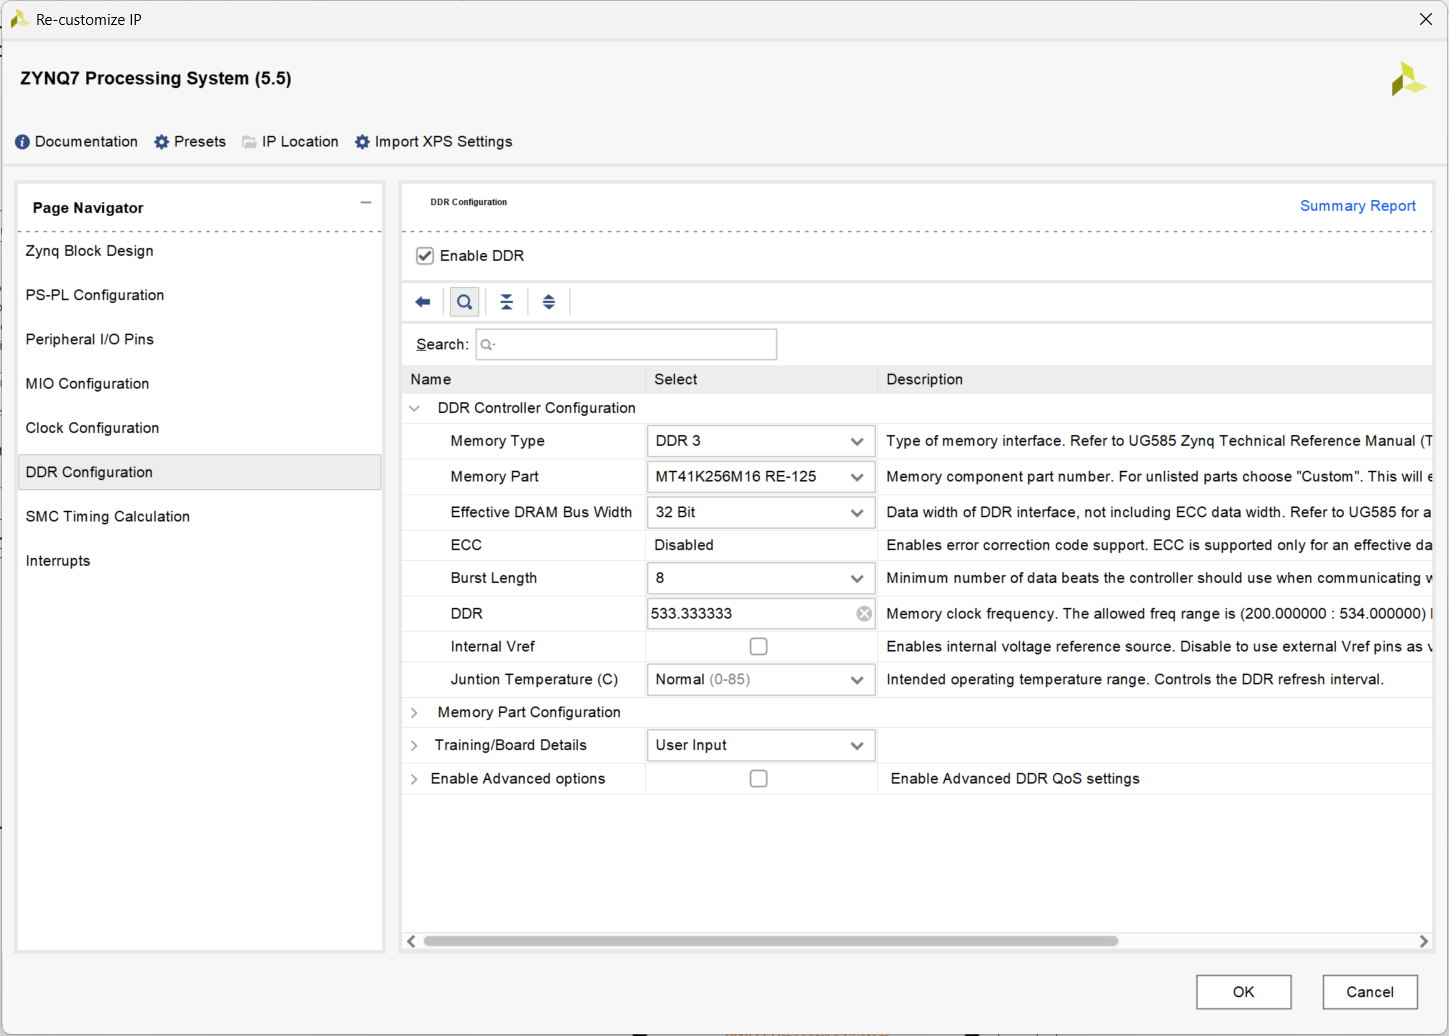 Re-customize IP
ZYNQ7 Processing System (5.5)
Documentation Presets IP Location Import XPS Settings
Page Navigator
Zynq Block Design
PS-PL Configuration
Peripheral I/O Pins
MIO Configuration
Clock Configuration
DDR Configuration
SMC Timing Calculation
Interrupts
DDR Configuration
Summary Report
Enable DDR
Search:
Name Select Description
DDR Controller Configuration
Memory Type DDR 3 Type of memory interface. Refer to UG585 Zynq Technical Reference Manual (T
Memory Part MT41K256M16 RE-125 Memory component part number. For unlisted parts choose "Custom". This will e
Effective DRAM Bus Width 32 Bit Data width of DDR interface, not including ECC data width. Refer to UG585 for a
ECC Disabled Enables error correction code support. ECC is supported only for an effective da
Burst Length 8 Minimum number of data beats the controller should use when communicating w
DDR 533.333333 Memory clock frequency. The allowed freq range is (200.000000 : 534.000000)
Internal Vref Enables internal voltage reference source. Disable to use external Vref pins as v
Juntion Temperature (C) Normal (0-85) Intended operating temperature range. Controls the DDR refresh interval.
Memory Part Configuration
Training/Board Details User Input
Enable Advanced options Enable Advanced DDR QoS settings
OK Cancel